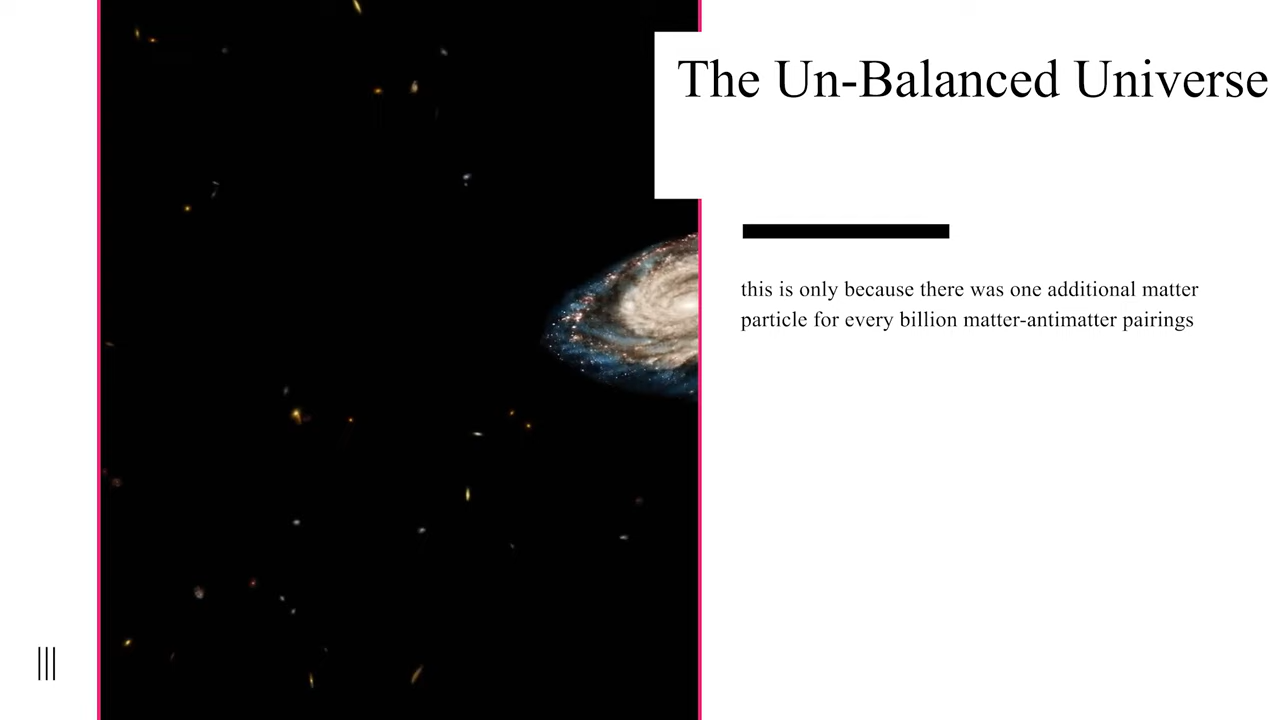 The Un-Balanced Universe
this is only because there was one additional matter
particle for every billion matter-antimatter pairings